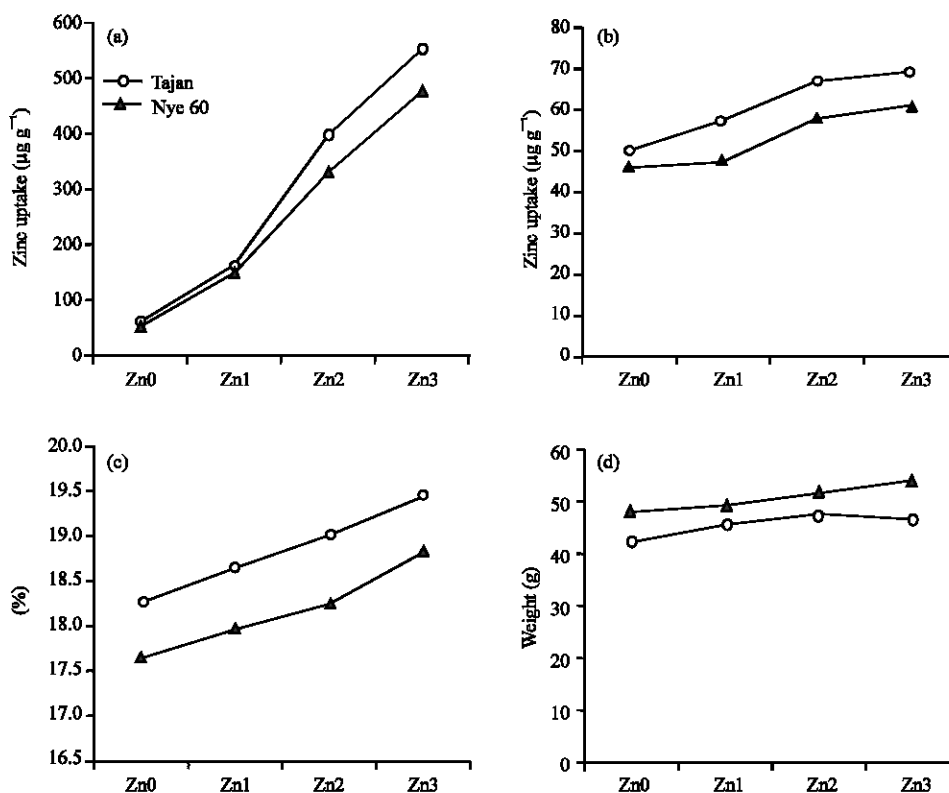 (a)
Tajan
Nye 60
Zinc uptake (µg g⁻¹)
600
500
400
300
200
100
0
Zn0 Zn1 Zn2 Zn3
(b)
Zinc uptake (µg g⁻¹)
80
70
60
50
40
30
20
10
0
Zn0 Zn1 Zn2 Zn3
(c)
(%)
20.0
19.5
19.0
18.5
18.0
17.5
17.0
16.5
Zn0 Zn1 Zn2 Zn3
(d)
Weight (g)
60
50
40
30
20
10
0
Zn0 Zn1 Zn2 Zn3